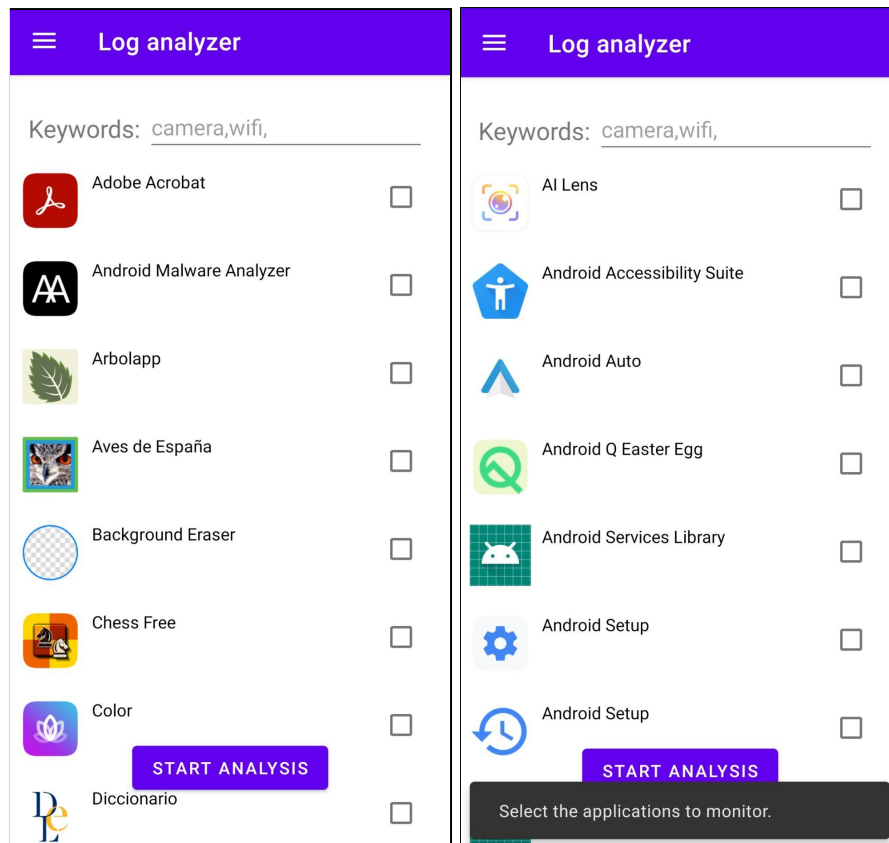 Log analyzer
Keywords: camera,wifi,
Adobe Acrobat
Android Malware Analyzer
Arbolapp
Aves de España
Background Eraser
Chess Free
Color
START ANALYSIS
Diccionario
DLe
Log analyzer
Keywords: camera,wifi,
AI Lens
Android Accessibility Suite
Android Auto
Android Q Easter Egg
Android Services Library
Android Setup
Android Setup
START ANALYSIS
Select the applications to monitor.